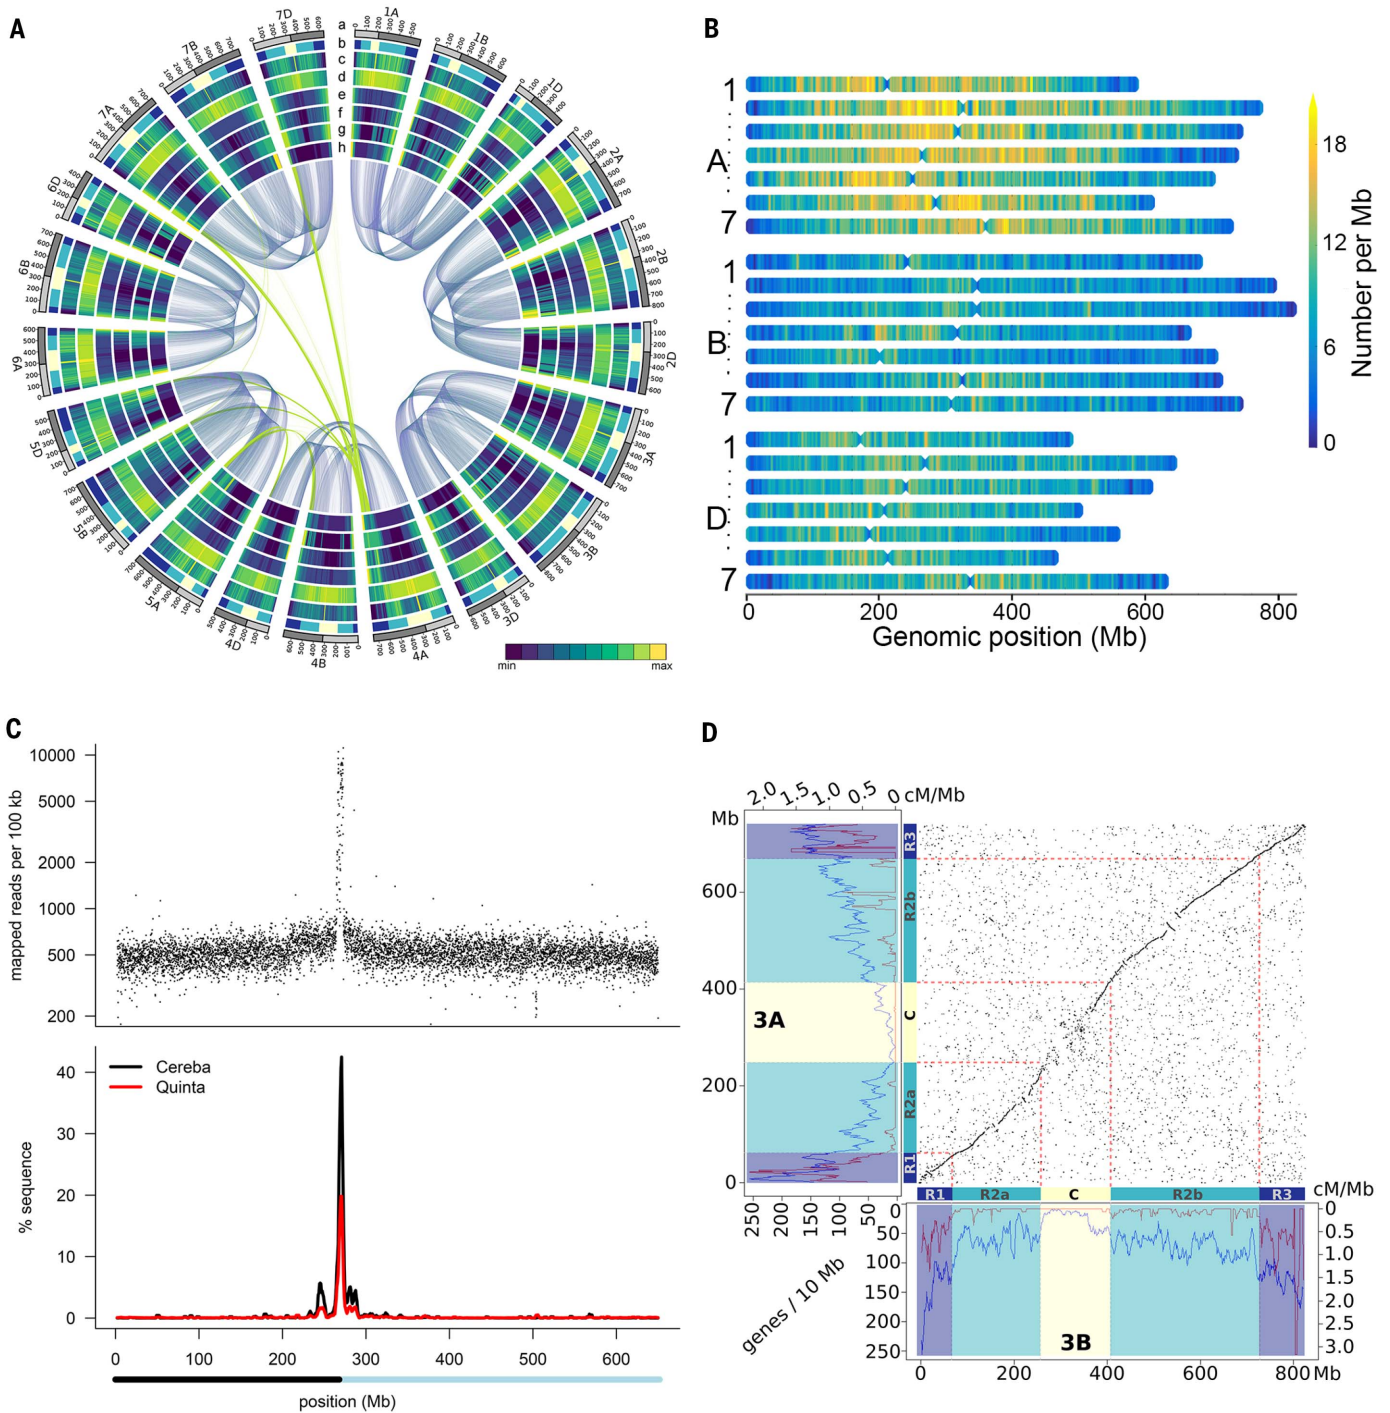 A
a
b
c
d
e
f
g
h
1A
1B
1D
2A
2B
2D
3A
3B
3D
4A
4B
4D
5A
5B
5D
6A
6B
6D
7A
7B
7D
min max
B
1
A
7
1
B
7
1
D
7
0 200 400 600 800
Genomic position (Mb)
18
12
6
0
Number per Mb
C
10000
5000
2000
1000
500
200
mapped reads per 100 kb
Cereba
Quinta
40
30
20
10
0
% sequence
0 100 200 300 400 500 600
position (Mb)
D
2.0 1.5 1.0 0.5 0 cM/Mb
Mb
600
400
200
0
3A
R3
R2b
C
R2a
R1
250 200 150 100 50
genes / 10 Mb
R1 R2a C R2b R3
cM/Mb
0
50
100
150
200
250
3B
0
0.5
1.0
1.5
2.0
2.5
3.0
0 200 400 600 800 Mb